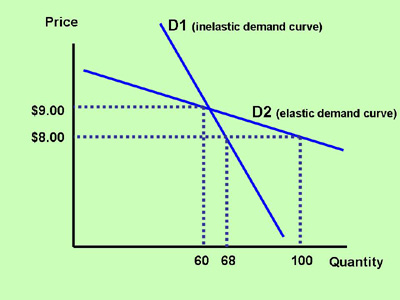 Price
D1 (inelastic demand curve)
D2 (elastic demand curve)
$9.00
$8.00
60 68 100 Quantity